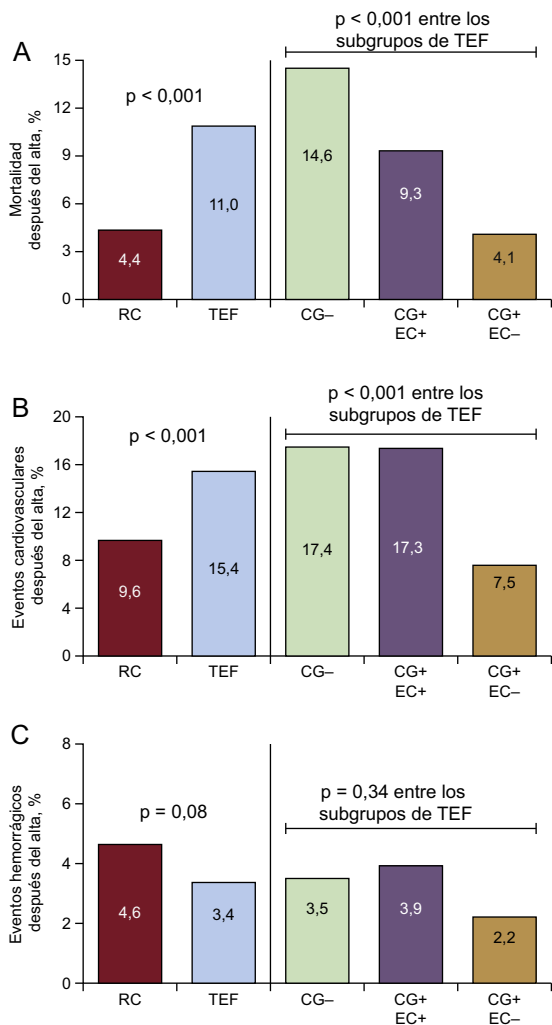 A
Mortalidad
después del alta, %
15
12
9
6
3
0
p < 0,001
p < 0,001 entre los
subgrupos de TEF
4,4
11,0
14,6
9,3
4,1
RC
TEF
CG–
CG+
EC+
CG+
EC–
B
Eventos cardiovasculares
después del alta, %
20
16
12
8
4
0
p < 0,001
p < 0,001 entre los
subgrupos de TEF
9,6
15,4
17,4
17,3
7,5
RC
TEF
CG–
CG+
EC+
CG+
EC–
C
Eventos hemorrágicos
después del alta, %
8
6
4
2
0
p = 0,08
p = 0,34 entre los
subgrupos de TEF
4,6
3,4
3,5
3,9
2,2
RC
TEF
CG–
CG+
EC+
CG+
EC–